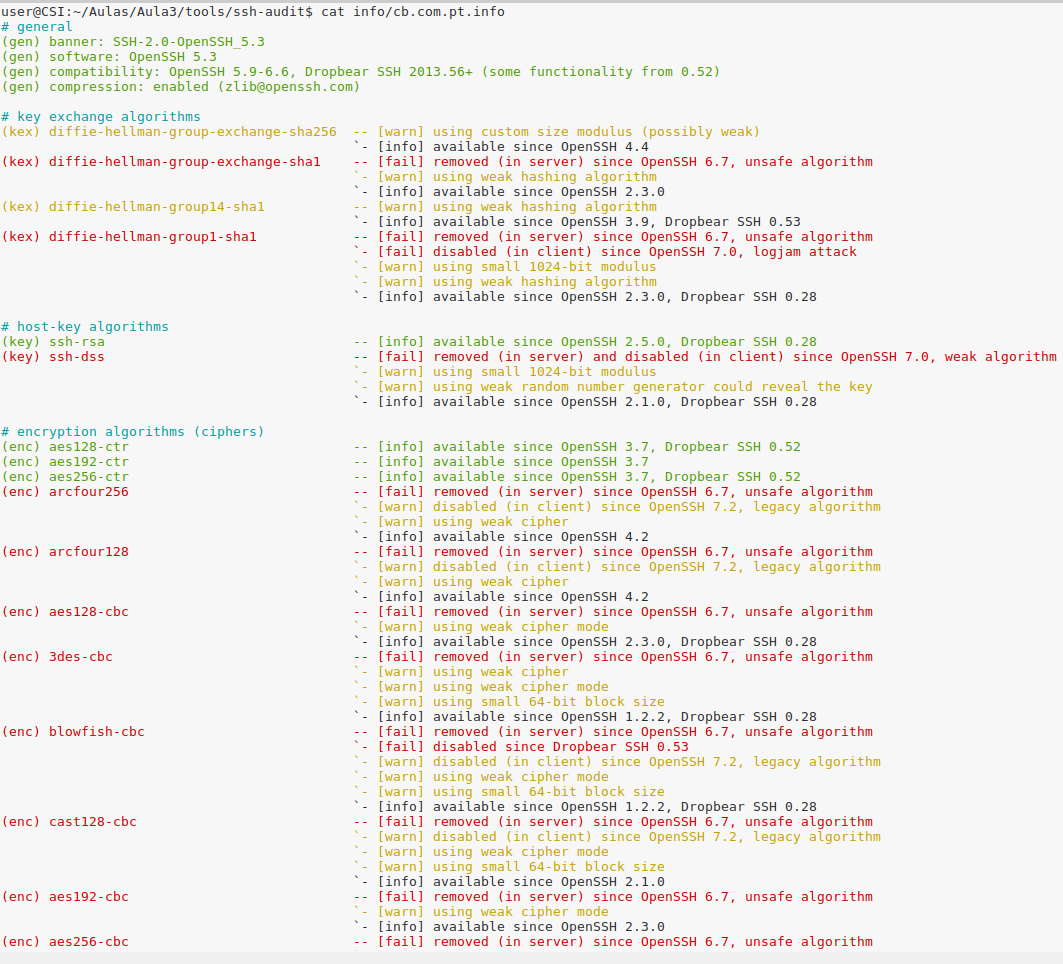 user@CSI:~/Aulas/Aula3/tools/ssh-audit$ cat info/cb.com.pt.info
# general
(gen) banner: SSH-2.0-OpenSSH_5.3
(gen) software: OpenSSH 5.3
(gen) compatibility: OpenSSH 5.9-6.6, Dropbear SSH 2013.56+ (some functionality from 0.52)
(gen) compression: enabled (zlib@openssh.com)

# key exchange algorithms
(kex) diffie-hellman-group-exchange-sha256  -- [warn] using custom size modulus (possibly weak)
                                            `- [info] available since OpenSSH 4.4
(kex) diffie-hellman-group-exchange-sha1    -- [fail] removed (in server) since OpenSSH 6.7, unsafe algorithm
                                            `- [warn] using weak hashing algorithm
                                            `- [info] available since OpenSSH 2.3.0
(kex) diffie-hellman-group14-sha1           -- [warn] using weak hashing algorithm
                                            `- [info] available since OpenSSH 3.9, Dropbear SSH 0.53
(kex) diffie-hellman-group1-sha1            -- [fail] removed (in server) since OpenSSH 6.7, unsafe algorithm
                                            `- [fail] disabled (in client) since OpenSSH 7.0, logjam attack
                                            `- [warn] using small 1024-bit modulus
                                            `- [warn] using weak hashing algorithm
                                            `- [info] available since OpenSSH 2.3.0, Dropbear SSH 0.28

# host-key algorithms
(key) ssh-rsa                               -- [info] available since OpenSSH 2.5.0, Dropbear SSH 0.28
(key) ssh-dss                               -- [fail] removed (in server) and disabled (in client) since OpenSSH 7.0, weak algorithm
                                            `- [warn] using small 1024-bit modulus
                                            `- [warn] using weak random number generator could reveal the key
                                            `- [info] available since OpenSSH 2.1.0, Dropbear SSH 0.28

# encryption algorithms (ciphers)
(enc) aes128-ctr                            -- [info] available since OpenSSH 3.7, Dropbear SSH 0.52
(enc) aes192-ctr                            -- [info] available since OpenSSH 3.7
(enc) aes256-ctr                            -- [info] available since OpenSSH 3.7, Dropbear SSH 0.52
(enc) arcfour256                            -- [fail] removed (in server) since OpenSSH 6.7, unsafe algorithm
                                            `- [warn] disabled (in client) since OpenSSH 7.2, legacy algorithm
                                            `- [warn] using weak cipher
                                            `- [info] available since OpenSSH 4.2
(enc) arcfour128                            -- [fail] removed (in server) since OpenSSH 6.7, unsafe algorithm
                                            `- [warn] disabled (in client) since OpenSSH 7.2, legacy algorithm
                                            `- [warn] using weak cipher
                                            `- [info] available since OpenSSH 4.2
(enc) aes128-cbc                            -- [fail] removed (in server) since OpenSSH 6.7, unsafe algorithm
                                            `- [warn] using weak cipher mode
                                            `- [info] available since OpenSSH 2.3.0, Dropbear SSH 0.28
(enc) 3des-cbc                              -- [fail] removed (in server) since OpenSSH 6.7, unsafe algorithm
                                            `- [warn] using weak cipher
                                            `- [warn] using weak cipher mode
                                            `- [warn] using small 64-bit block size
                                            `- [info] available since OpenSSH 1.2.2, Dropbear SSH 0.28
(enc) blowfish-cbc                          -- [fail] removed (in server) since OpenSSH 6.7, unsafe algorithm
                                            `- [fail] disabled since Dropbear SSH 0.53
                                            `- [warn] disabled (in client) since OpenSSH 7.2, legacy algorithm
                                            `- [warn] using weak cipher mode
                                            `- [warn] using small 64-bit block size
                                            `- [info] available since OpenSSH 1.2.2, Dropbear SSH 0.28
(enc) cast128-cbc                           -- [fail] removed (in server) since OpenSSH 6.7, unsafe algorithm
                                            `- [warn] disabled (in client) since OpenSSH 7.2, legacy algorithm
                                            `- [warn] using weak cipher mode
                                            `- [warn] using small 64-bit block size
                                            `- [info] available since OpenSSH 2.1.0
(enc) aes192-cbc                            -- [fail] removed (in server) since OpenSSH 6.7, unsafe algorithm
                                            `- [warn] using weak cipher mode
                                            `- [info] available since OpenSSH 2.3.0
(enc) aes256-cbc                            -- [fail] removed (in server) since OpenSSH 6.7, unsafe algorithm